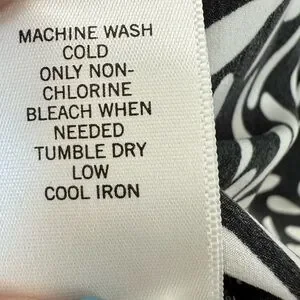 MACHINE WASH
COLD
ONLY NON-
CHLORINE
BLEACH WHEN
NEEDED
TUMBLE DRY
LOW
COOL IRON